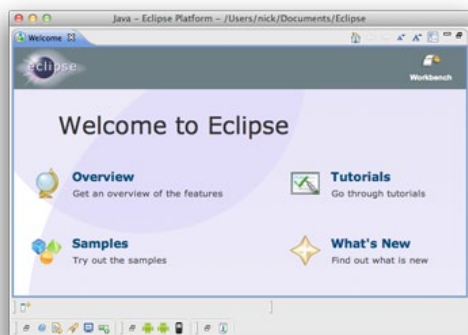 Java – Eclipse Platform – /Users/nick/Documents/Eclipse
Welcome
eclipse
Workbench
Welcome to Eclipse
Overview
Get an overview of the features
Tutorials
Go through tutorials
Samples
Try out the samples
What's New
Find out what is new